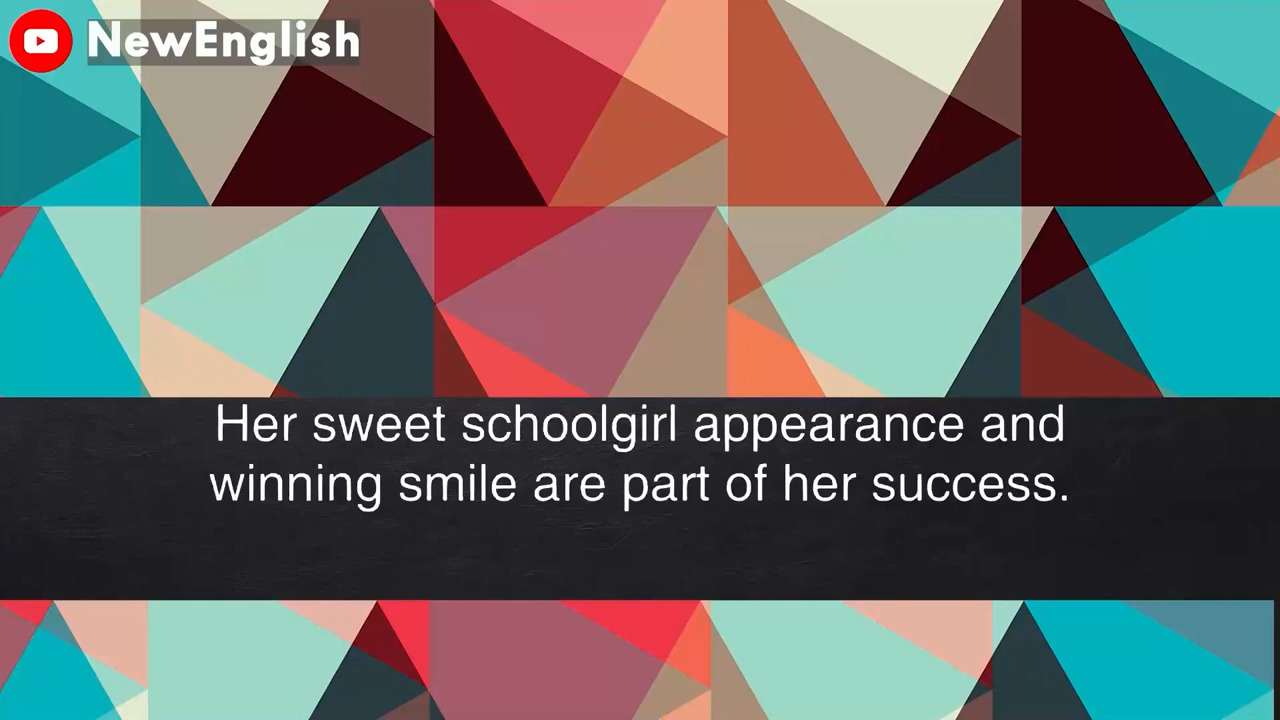 NewEnglish
Her sweet schoolgirl appearance and
winning smile are part of her success.